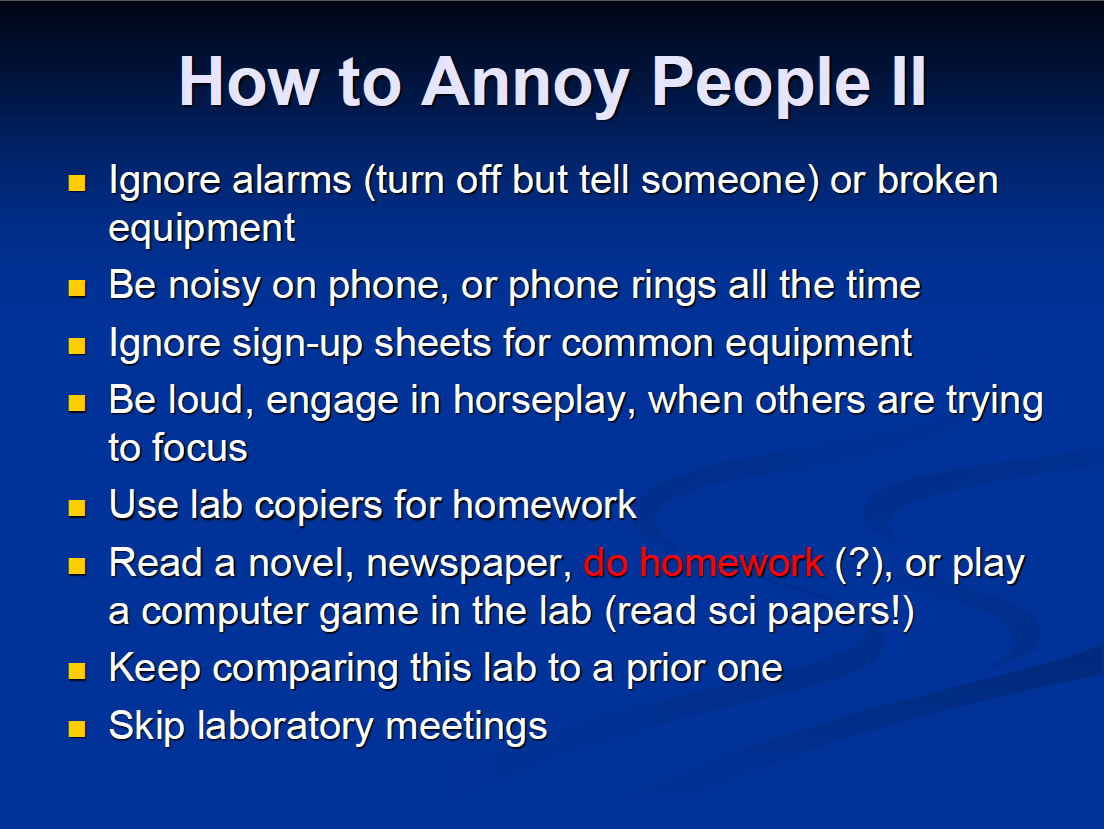 How to Annoy People II
Ignore alarms (turn off but tell someone) or broken
equipment
Be noisy on phone, or phone rings all the time
Ignore sign-up sheets for common equipment
Be loud, engage in horseplay, when others are trying
to focus
Use lab copiers for homework
Read a novel, newspaper, do homework (?), or play
a computer game in the lab (read sci papers!)
Keep comparing this lab to a prior one
Skip laboratory meetings